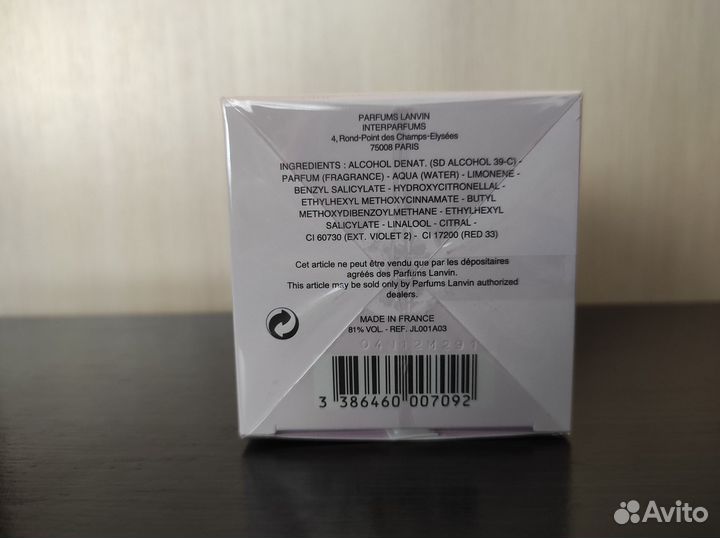 PARFUMS LANVIN
INTERPARFUMS
4, Rond-Point des Champs-Elysées
75008 PARIS
INGREDIENTS : ALCOHOL DENAT. (SD ALCOHOL 39-C) -
PARFUM (FRAGRANCE) - AQUA (WATER) - LIMONENE -
BENZYL SALICYLATE - HYDROXYCITRONELLAL -
ETHYLHEXYL METHOXYCINNAMATE - BUTYL
METHOXYDIBENZOYLMETHANE - ETHYLHEXYL
SALICYLATE - LINALOOL - CITRAL -
CI 60730 (EXT. VIOLET 2) - CI 17200 (RED 33)
Cet article ne peut être vendu que par les dépositaires
agréés des Parfums Lanvin.
This article may be sold only by Parfums Lanvin authorized
dealers.
MADE IN FRANCE
81% VOL. - REF. JL001A03
04J12M291
3 386460 007092
Avito